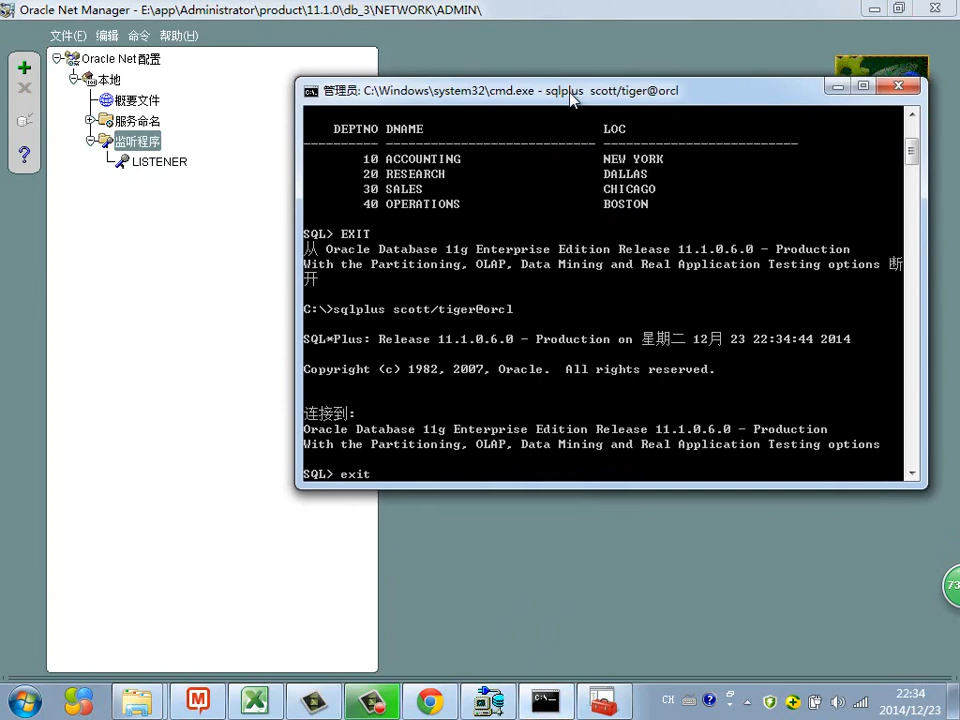 Oracle Net Manager - E:\app\Administrator\product\11.1.0\db_3\NETWORK\ADMIN\
文件(F) 编辑 命令 帮助(H)
Oracle Net 配置
本地
概要文件
服务命名
监听程序
LISTENER
管理员: C:\Windows\system32\cmd.exe - sqlplus scott/tiger@orcl
DEPTNO DNAME LOC
---------- ---------------------------- --------------------------
10 ACCOUNTING NEW YORK
20 RESEARCH DALLAS
30 SALES CHICAGO
40 OPERATIONS BOSTON
SQL> EXIT
从 Oracle Database 11g Enterprise Edition Release 11.1.0.6.0 - Production
With the Partitioning, OLAP, Data Mining and Real Application Testing options 断
开
C:\>sqlplus scott/tiger@orcl
SQL*Plus: Release 11.1.0.6.0 - Production on 星期二 12月 23 22:34:44 2014
Copyright (c) 1982, 2007, Oracle. All rights reserved.
连接到:
Oracle Database 11g Enterprise Edition Release 11.1.0.6.0 - Production
With the Partitioning, OLAP, Data Mining and Real Application Testing options
SQL> exit
73
CH
22:34
2014/12/23